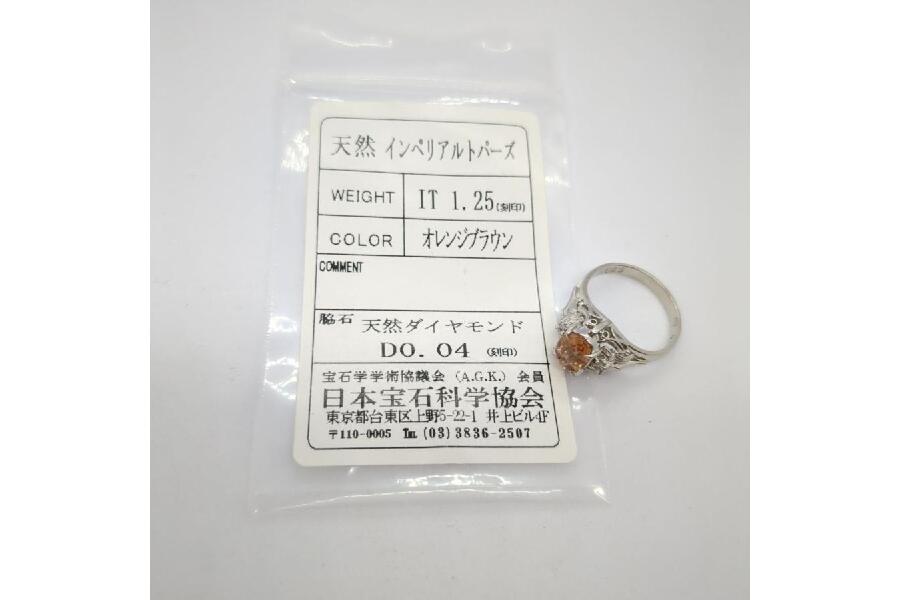 天然 インペリアルトパーズ
WEIGHT IT 1.25(刻印)
COLOR オレンジブラウン
COMMENT
脇石 天然ダイヤモンド
D0.04 (刻印)
宝石学学術協議会 (A.G.K.) 会員
日本宝石科学協会
東京都台東区上野5-22-1 井上ビル4F
〒110-0005 TEL (03)3836-2507